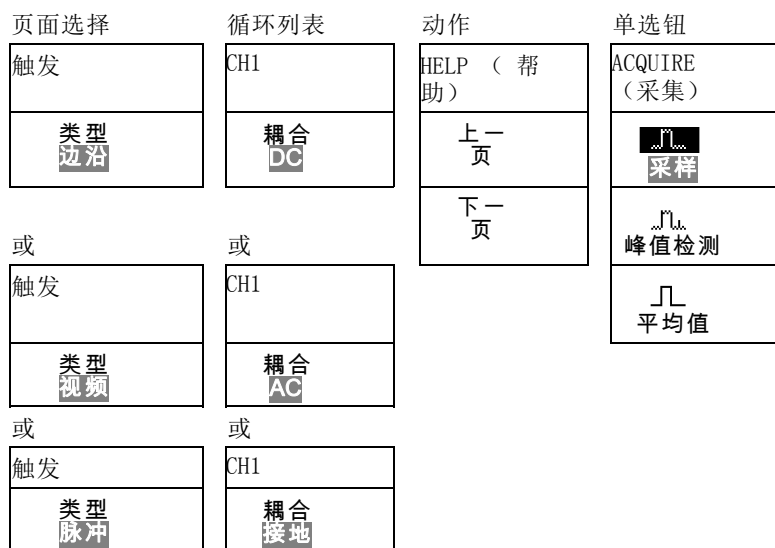 页面选择
触发
类型
边沿
或
触发
类型
视频
或
触发
类型
脉冲
循环列表
CH1
耦合
DC
或
CH1
耦合
AC
或
CH1
耦合
接地
动作
HELP （ 帮
助）
上一
页
下一
页
单选钮
ACQUIRE
（采集）
采样
峰值检测
平均值